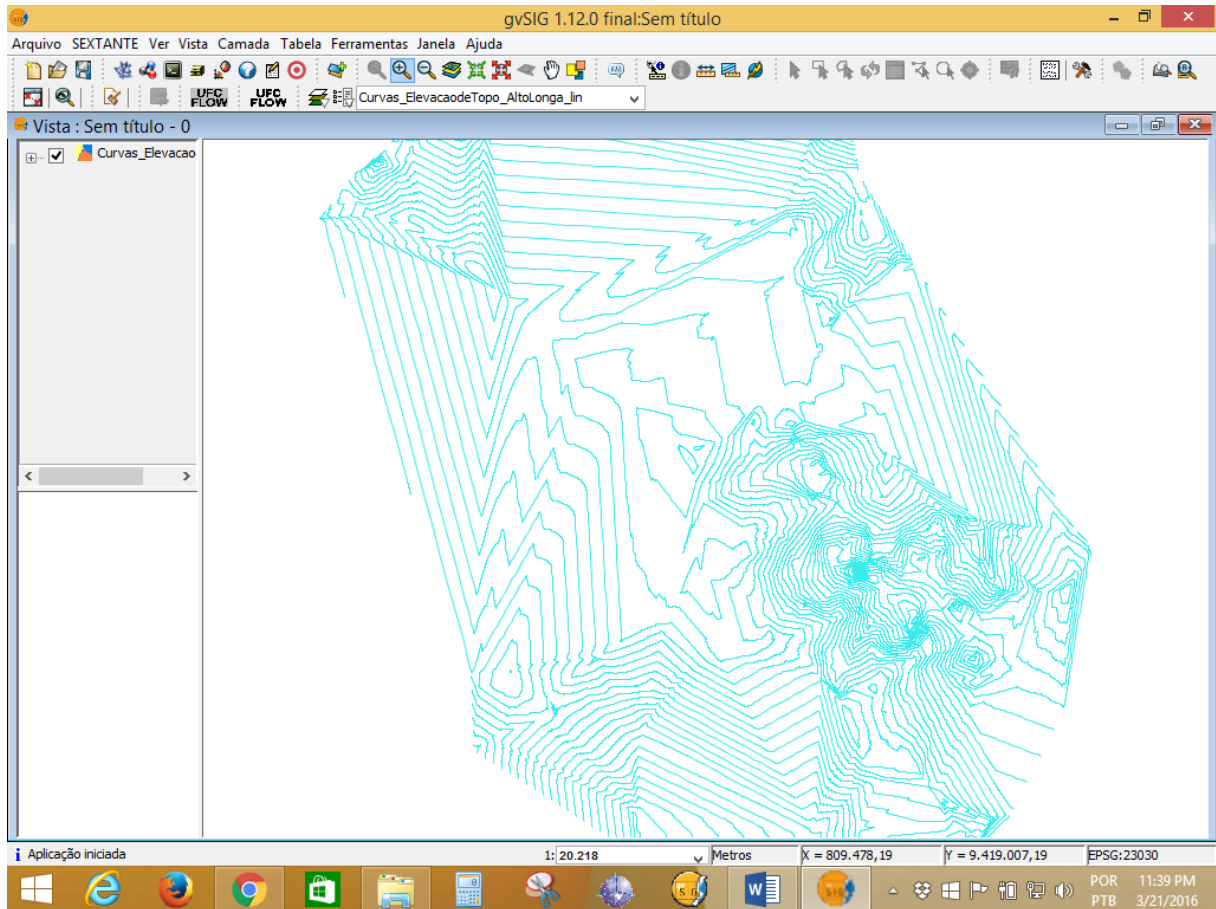 gvSIG 1.12.0 final:Sem título
Arquivo SEXTANTE Ver Vista Camada Tabela Ferramentas Janela Ajuda
UFC FLOW UFC FLOW Curvas_ElevacaodeTopo_AltoLonga_lin
Vista : Sem título - 0
Curvas_Elevacao
Aplicação iniciada 1: 20.218 Metros X = 809.478,19 Y = 9.419.007,19 EPSG:23030
POR 11:39 PM
PTB 3/21/2016